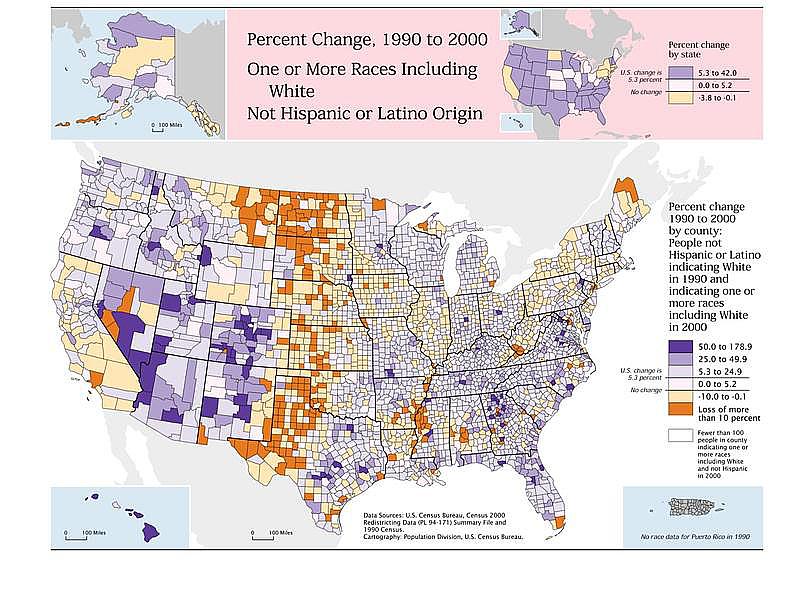 Percent Change, 1990 to 2000
One or More Races Including
White
Not Hispanic or Latino Origin
0 100 Miles
Percent change
by state
U.S. change is
5.3 percent
No change
5.3 to 42.0
0.0 to 5.2
-3.8 to -0.1
Percent change
1990 to 2000
by county:
People not
Hispanic or Latino
indicating White
in 1990 and
indicating one or
more races
including White
in 2000
U.S. change is
5.3 percent
No change
50.0 to 178.9
25.0 to 49.9
5.3 to 24.9
0.0 to 5.2
-10.0 to -0.1
Loss of more
than 10 percent
Fewer than 100
people in county
indicating one or
more races
including White
and not Hispanic
in 2000
0 100 Miles
0 100 Miles
Data Sources: U.S. Census Bureau, Census 2000
Redistricting Data (PL 94-171) Summary File and
1990 Census.
Cartography: Population Division, U.S. Census Bureau.
No race data for Puerto Rico in 1990